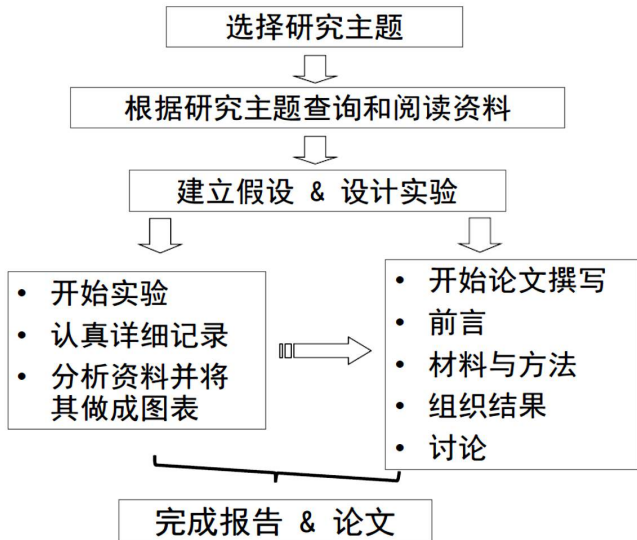 选择研究主题
根据研究主题查询和阅读资料
建立假设 & 设计实验
• 开始实验
• 认真详细记录
• 分析资料并将
其做成图表
• 开始论文撰写
• 前言
• 材料与方法
• 组织结果
• 讨论
完成报告 & 论文